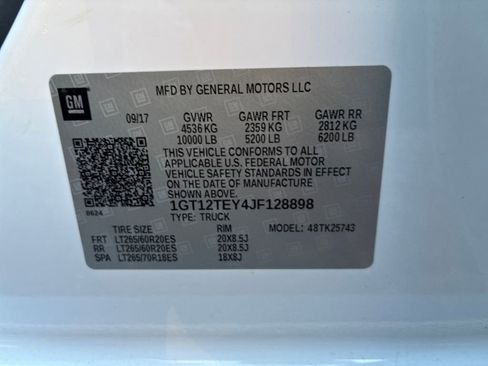 GM
MFD BY GENERAL MOTORS LLC
09/17 GVWR GAWR FRT GAWR RR
4536 KG 2359 KG 2812 KG
10000 LB 5200 LB 6200 LB
THIS VEHICLE CONFORMS TO ALL
APPLICABLE U.S. FEDERAL MOTOR
VEHICLE SAFETY STANDARDS IN EFFECT
ON THE DATE OF MANUFACTURE
SHOWN ABOVE.
8624
1GT12TEY4JF128898
TYPE: TRUCK MODEL: 48TK25743
TIRE SIZE RIM
FRT LT265/60R20ES 20X8.5J
RR LT265/60R20ES 20X8.5J
SPA LT265/70R18ES 18X8J